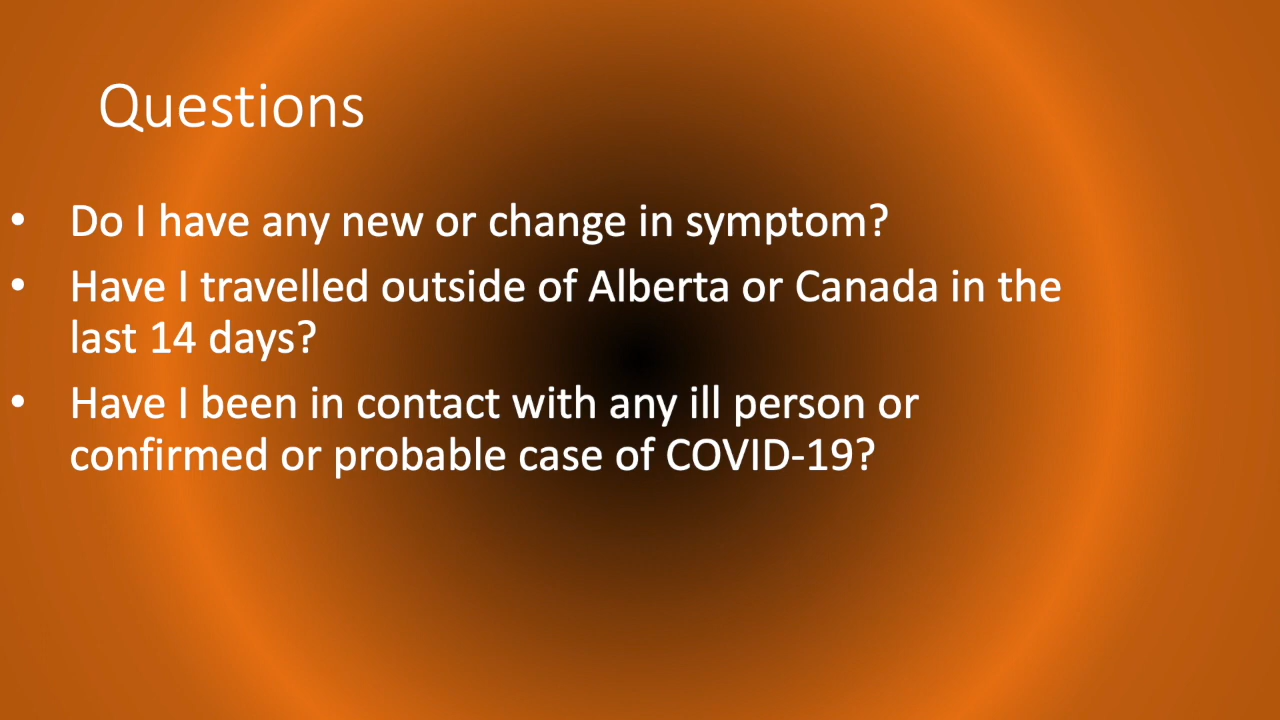 Questions
• Do I have any new or change in symptom?
• Have I travelled outside of Alberta or Canada in the
last 14 days?
• Have I been in contact with any ill person or
confirmed or probable case of COVID-19?